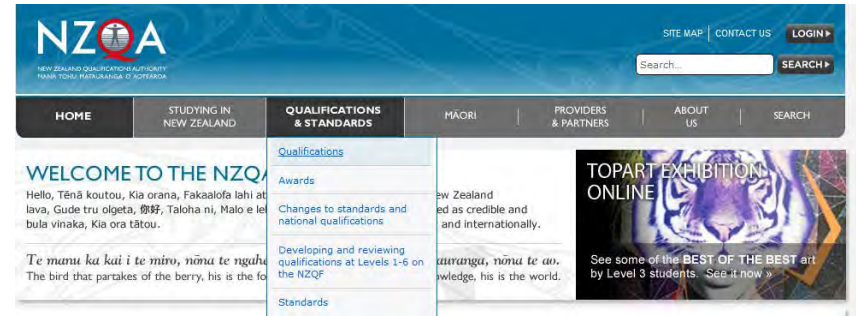 NZQA
NEW ZEALAND QUALIFICATIONS AUTHORITY
MANA TOHU MATAURANGA O AOTEAROA
SITE MAP | CONTACT US LOGIN
Search...
SEARCH
HOME
STUDYING IN
NEW ZEALAND
QUALIFICATIONS
& STANDARDS
MĀORI
PROVIDERS
& PARTNERS
ABOUT
US
SEARCH
Qualifications
Awards
Changes to standards and
national qualifications
Developing and reviewing
qualifications at Levels 1-6 on
the NZQF
Standards
WELCOME TO THE NZQA
Hello, Tēnā koutou, Kia orana, Fakaalofa lahi at ew Zealand
lava, Gude tru olgeta, 你好, Taloha ni, Malo e lel ed as credible and
bula vinaka, Kia ora tātou. and internationally.
Te manu ka kai i te miro, nōna te ngahe auranga, nōna te ao.
The bird that partakes of the berry, his is the fo wledge, his is the world.
TOPART EXHIBITION
ONLINE
See some of the BEST OF THE BEST art
by Level 3 students. See it now »